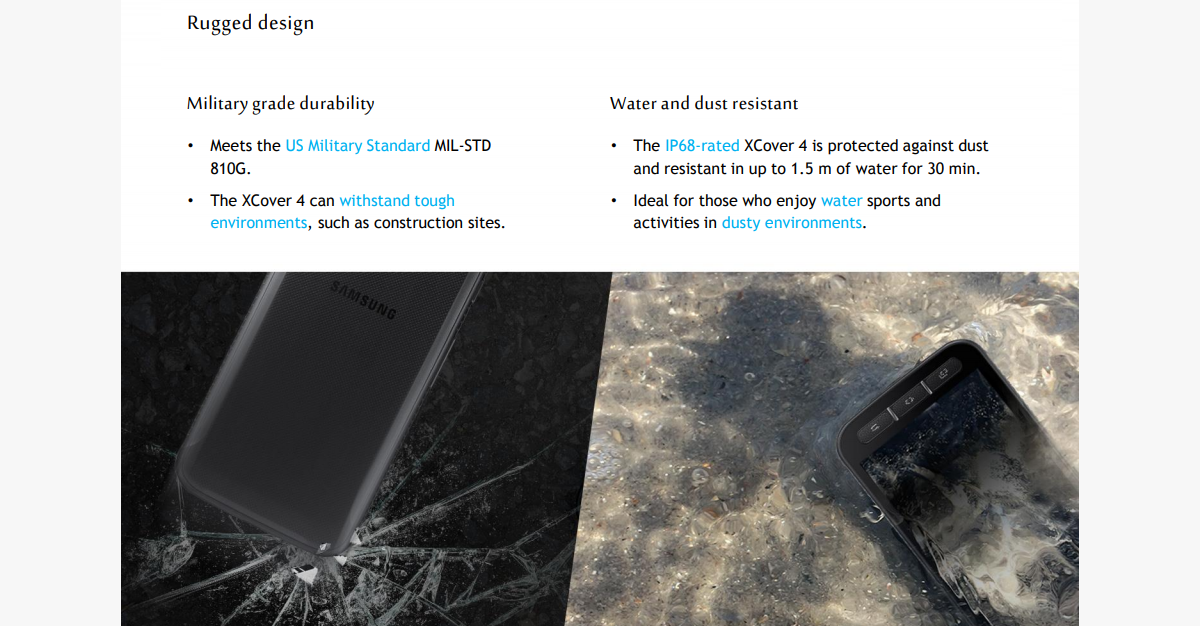 Rugged design
Military grade durability
• Meets the US Military Standard MIL-STD
810G.
• The XCover 4 can withstand tough
environments, such as construction sites.
Water and dust resistant
• The IP68-rated XCover 4 is protected against dust
and resistant in up to 1.5 m of water for 30 min.
• Ideal for those who enjoy water sports and
activities in dusty environments.
SAMSUNG